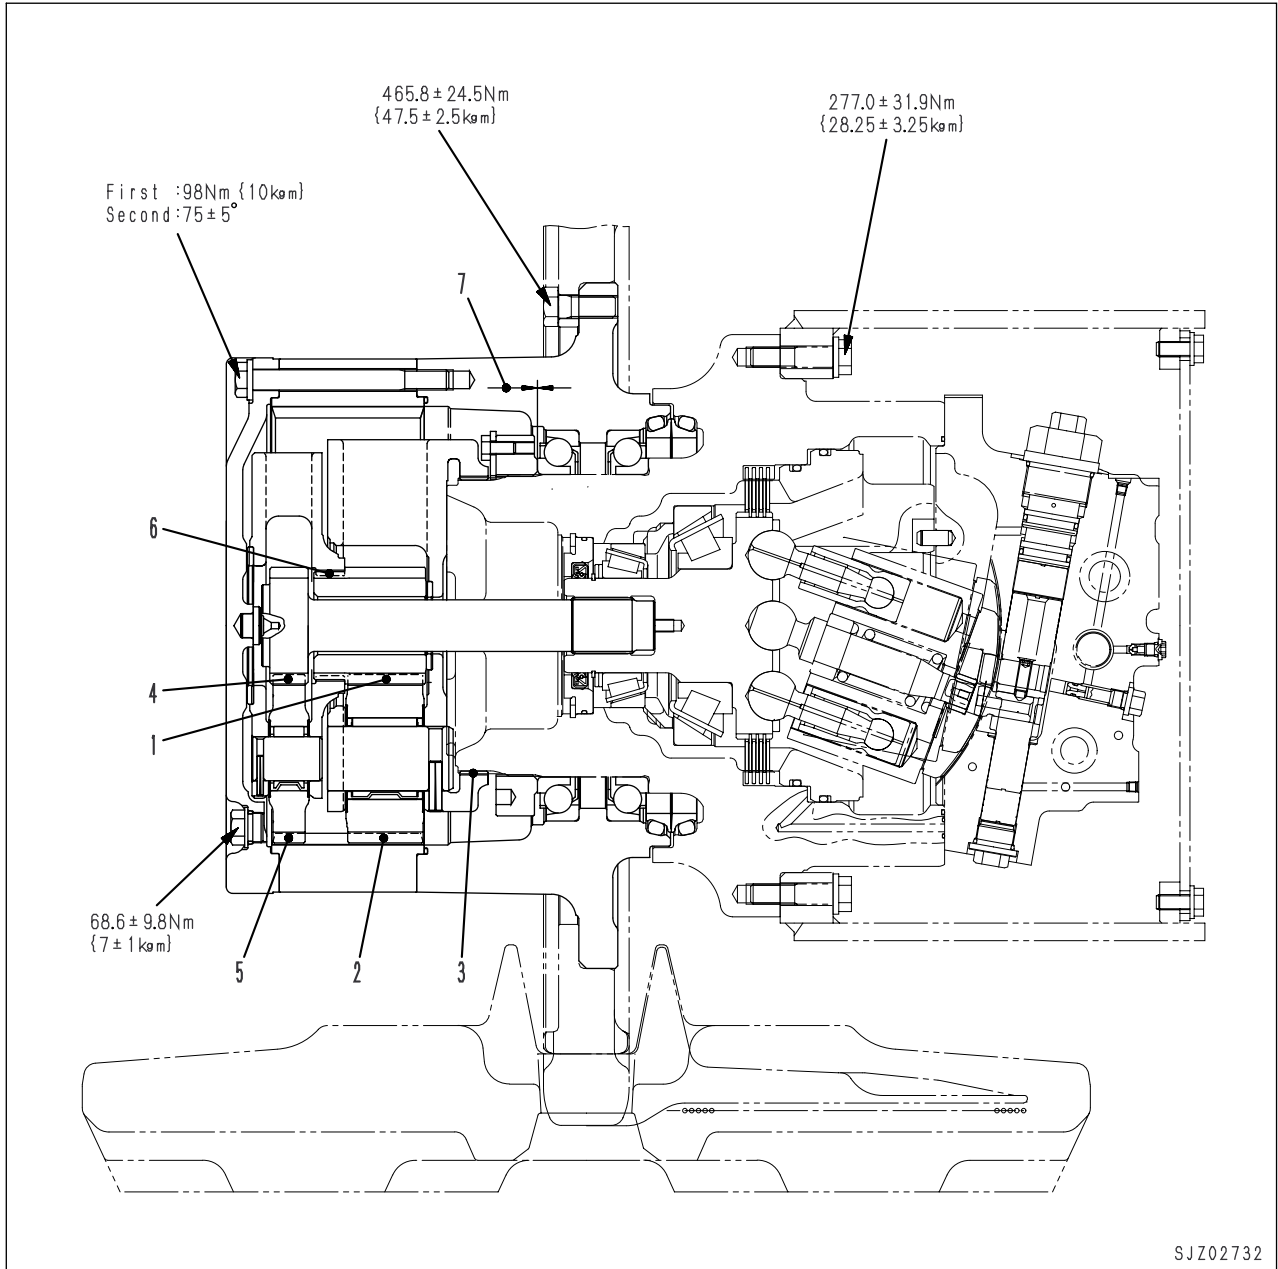 465.8±24.5Nm
{47.5±2.5kgm}
277.0±31.9Nm
{28.25±3.25kgm}
First :98Nm {10kgm}
Second:75±5°
7
6
4
1
68.6±9.8Nm
{7±1kgm}
5
2
3
SJZ02732